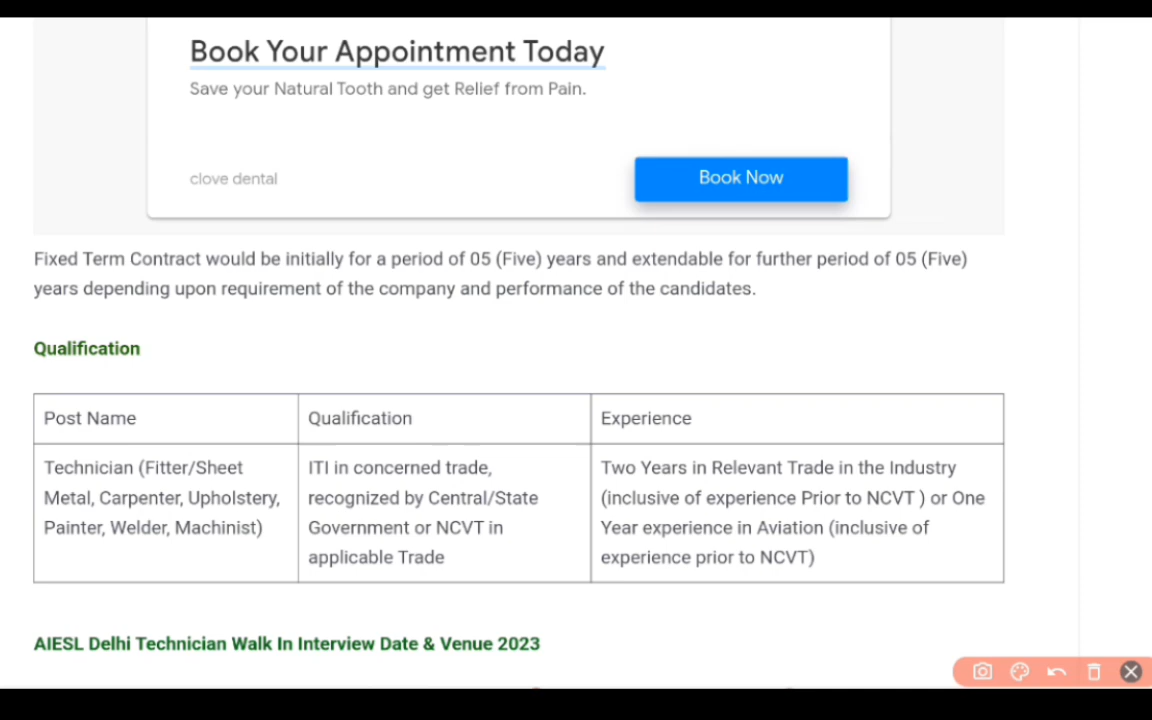 Book Your Appointment Today
Save your Natural Tooth and get Relief from Pain.
clove dental
Book Now
Fixed Term Contract would be initially for a period of 05 (Five) years and extendable for further period of 05 (Five)
years depending upon requirement of the company and performance of the candidates.
Qualification
Post Name
Qualification
Experience
Technician (Fitter/Sheet
Metal, Carpenter, Upholstery,
Painter, Welder, Machinist)
ITI in concerned trade,
recognized by Central/State
Government or NCVT in
applicable Trade
Two Years in Relevant Trade in the Industry
(inclusive of experience Prior to NCVT ) or One
Year experience in Aviation (inclusive of
experience prior to NCVT)
AIESL Delhi Technician Walk In Interview Date & Venue 2023